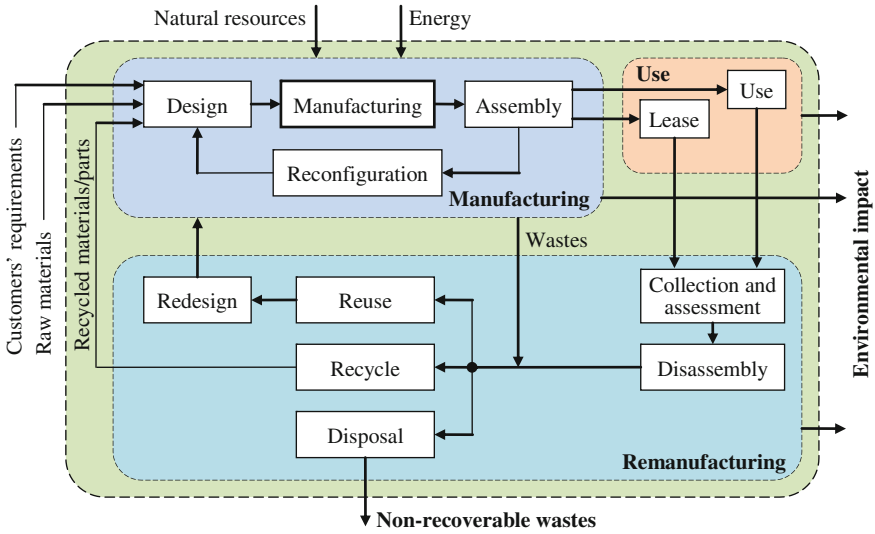 Natural resources
Energy
Use
Design
Manufacturing
Assembly
Use
Lease
Reconfiguration
Manufacturing
Customers' requirements
Raw materials
Recycled materials/parts
Environmental impact
Wastes
Redesign
Reuse
Collection and
assessment
Recycle
Disassembly
Disposal
Remanufacturing
Non-recoverable wastes